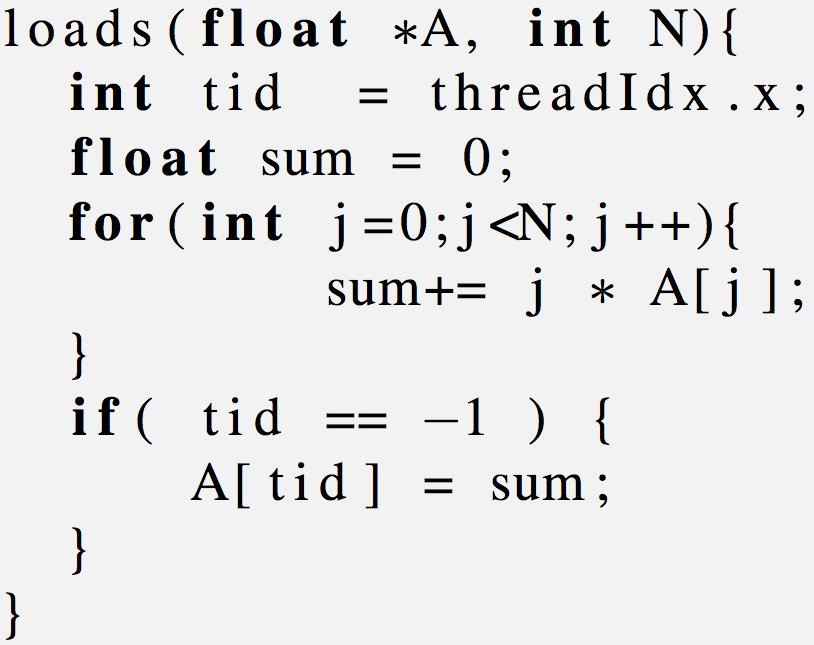 loads(float *A, int N){
int tid = threadIdx.x;
float sum = 0;
for(int j=0;j<N;j++){
sum+= j * A[j];
}
if( tid == −1 ) {
A[tid] = sum;
}
}